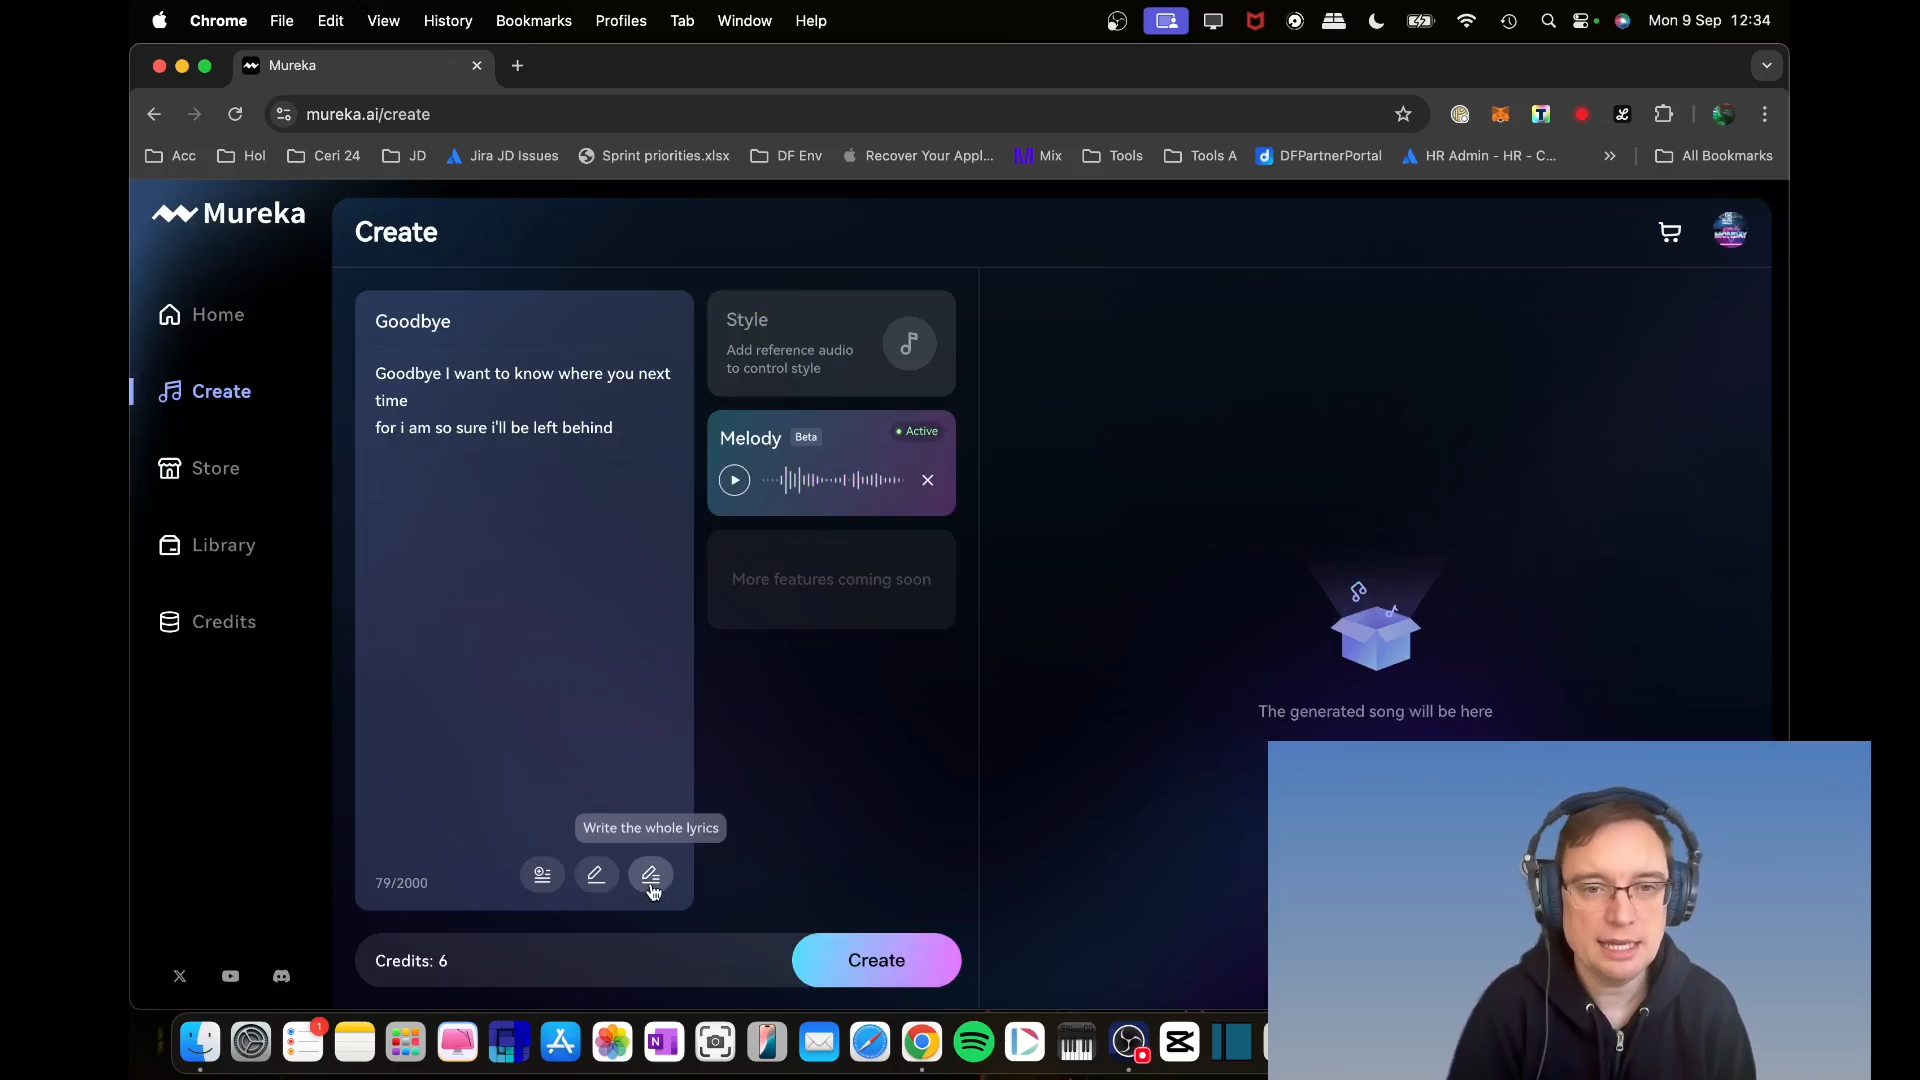 Chrome File Edit View History Bookmarks Profiles Tab Window Help Mon 9 Sep 12:34
Mureka
mureka.ai/create
Acc Hol Ceri 24 JD Jira JD Issues Sprint priorities.xlsx DF Env Recover Your Appl... Mix Tools Tools A DFPartnerPortal HR Admin - HR - C... » All Bookmarks
Mureka
Home
Create
Store
Library
Credits
Create
Goodbye
Goodbye I want to know where you next
time
for i am so sure i'll be left behind
Write the whole lyrics
79/2000
Style
Add reference audio
to control style
Melody Beta Active
More features coming soon
Credits: 6
Create
The generated song will be here
MONDAY
1